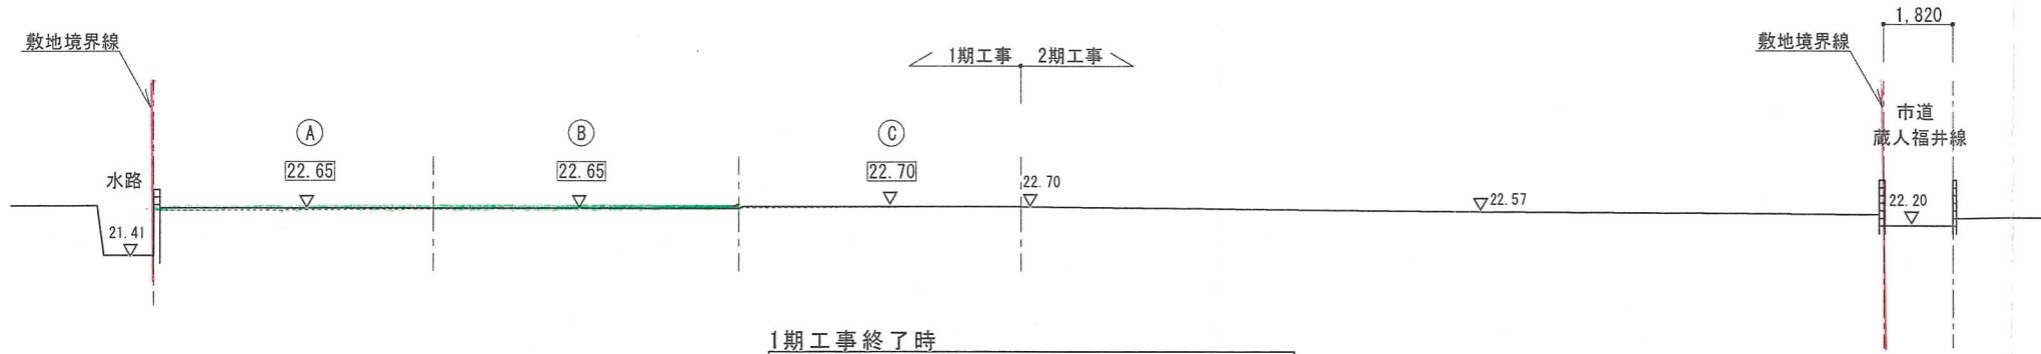 1,820
敷地境界線
1期工事 2期工事
敷地境界線
市道
蔵人福井線
Ⓐ Ⓑ Ⓒ
22.65 22.65 22.70
水路
22.70
22.57
22.20
21.41
1期工事終了時